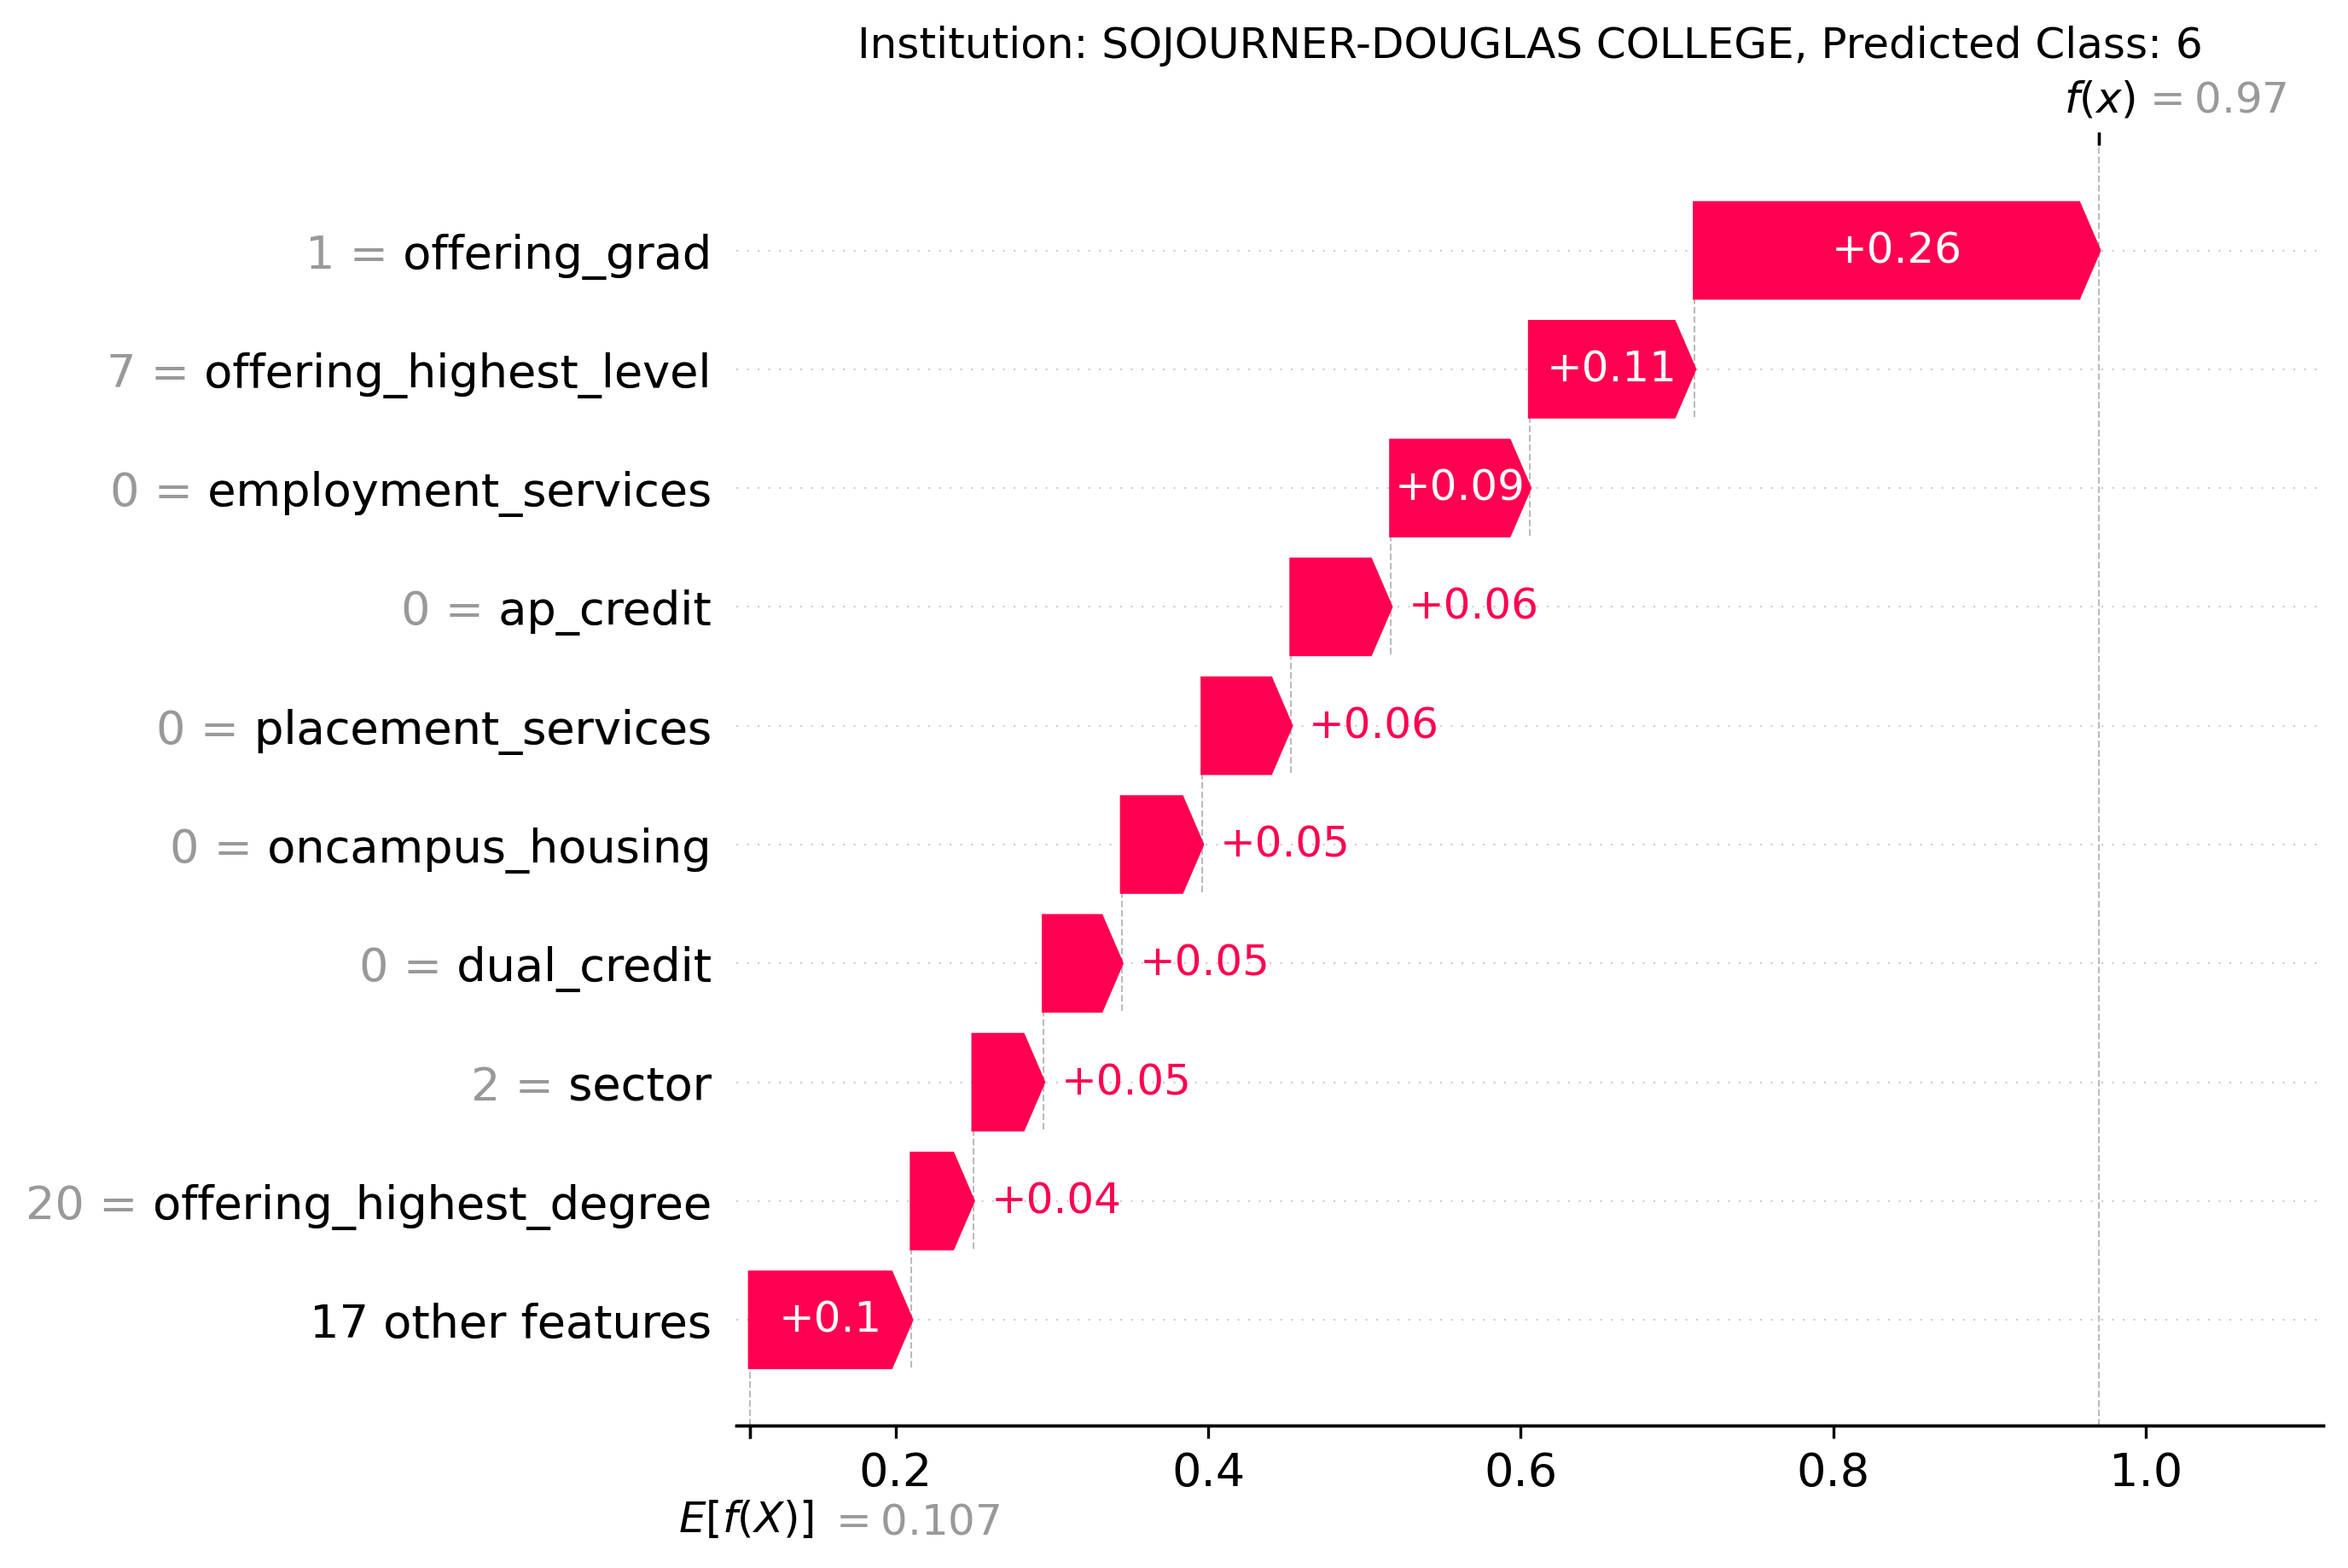 Institution: SOJOURNER-DOUGLAS COLLEGE, Predicted Class: 6
f(x) = 0.97
1 = offering_grad +0.26
7 = offering_highest_level +0.11
0 = employment_services +0.09
0 = ap_credit +0.06
0 = placement_services +0.06
0 = oncampus_housing +0.05
0 = dual_credit +0.05
2 = sector +0.05
20 = offering_highest_degree +0.04
17 other features +0.1
0.2 0.4 0.6 0.8 1.0
E[f(X)] = 0.107